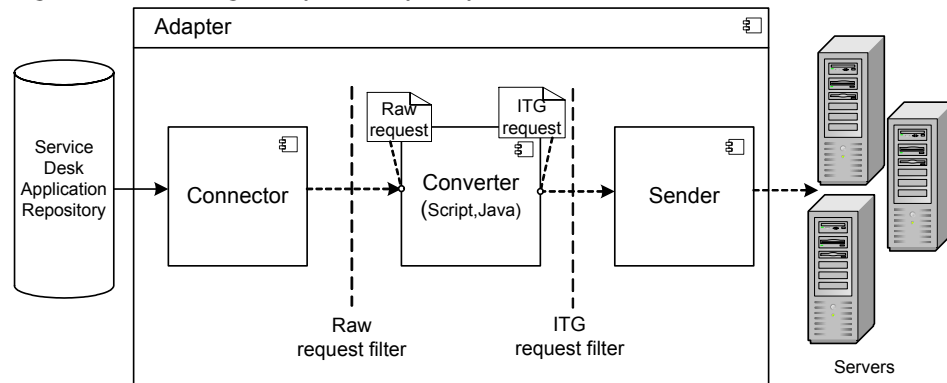 Adapter
Service
Desk
Application
Repository
Connector
Raw
request
Converter
(Script,Java)
ITG
request
Sender
Raw
request filter
ITG
request filter
Servers